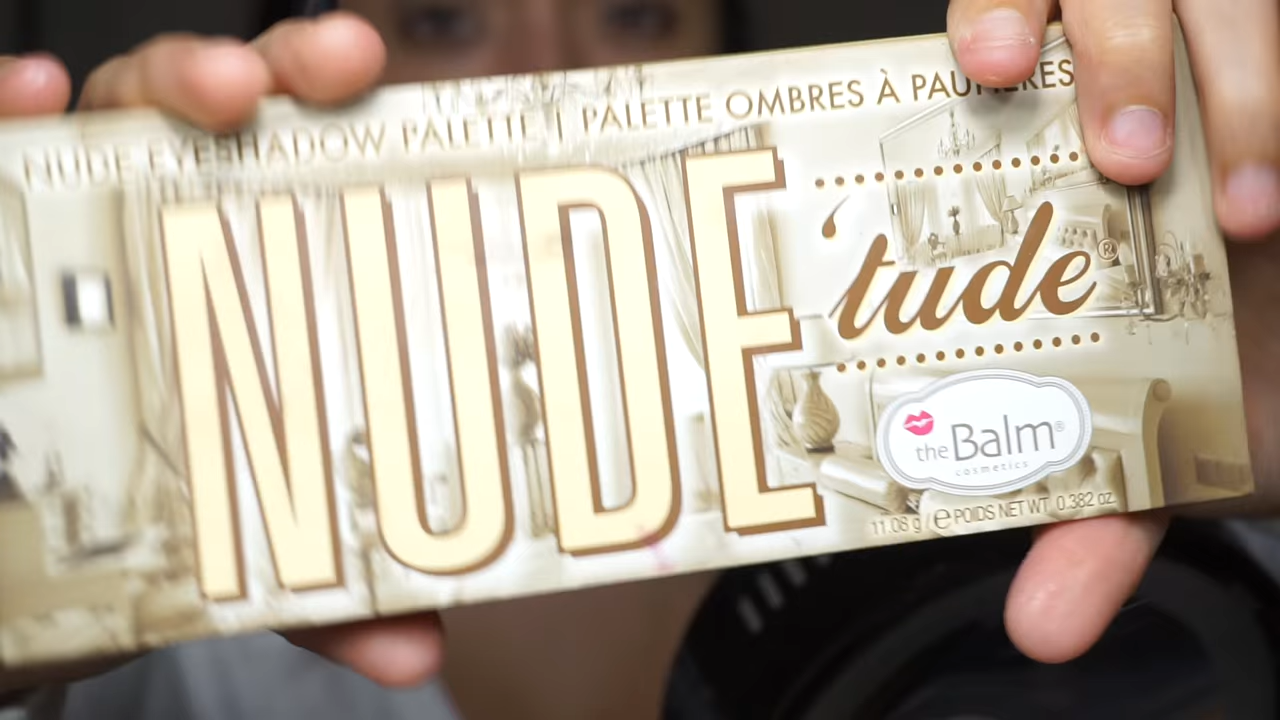 NUDE EYESHADOW PALETTE | PALETTE OMBRES À PAUPIÈRES
NUDE
'tude®
the Balm®
cosmetics
11.08 g / e POIDS NET WT 0.382 oz.